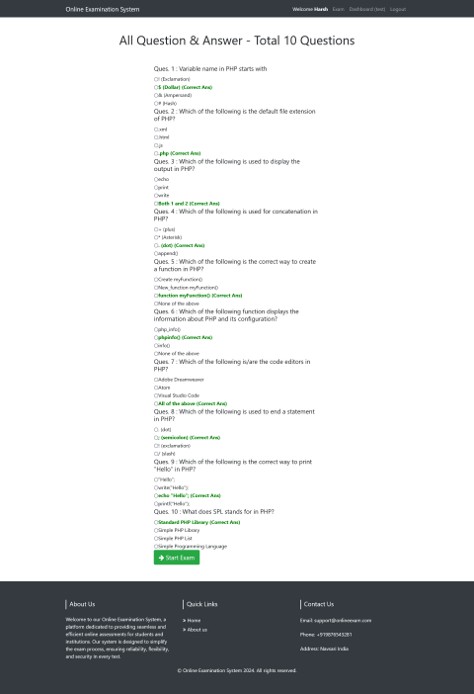 Online Examination System
Welcome Harsh Exam Dashboard (test) Logout
All Question & Answer - Total 10 Questions
Ques. 1 : Variable name in PHP starts with
! (Exclamation)
$ (Dollar) (Correct Ans)
& (Ampersand)
# (Hash)
Ques. 2 : Which of the following is the default file extension
of PHP?
.xml
.html
.js
.php (Correct Ans)
Ques. 3 : Which of the following is used to display the
output in PHP?
echo
print
write
Both 1 and 2 (Correct Ans)
Ques. 4 : Which of the following is used for concatenation in
PHP?
+ (plus)
* (Asterisk)
. (dot) (Correct Ans)
append()
Ques. 5 : Which of the following is the correct way to create
a function in PHP?
Create myFunction()
New_function myFunction()
function myFunction() (Correct Ans)
None of the above
Ques. 6 : Which of the following function displays the
information about PHP and its configuration?
php_info()
phpinfo() (Correct Ans)
info()
None of the above
Ques. 7 : Which of the following is/are the code editors in
PHP?
Adobe Dreamweaver
Atom
Visual Studio Code
All of the above (Correct Ans)
Ques. 8 : Which of the following is used to end a statement
in PHP?
. (dot)
; (semicolon) (Correct Ans)
! (exclamation)
/ (slash)
Ques. 9 : Which of the following is the correct way to print
"Hello" in PHP?
"Hello";
write("Hello");
echo "Hello"; (Correct Ans)
printf("Hello");
Ques. 10 : What does SPL stands for in PHP?
Standard PHP Library (Correct Ans)
Simple PHP Library
Simple PHP List
Simple Programming Language
Start Exam
About Us
Welcome to our Online Examination System, a
platform dedicated to providing seamless and
efficient online assessments for students and
institutions. Our system is designed to simplify
the exam process, ensuring reliability, flexibility,
and security in every test.
Quick Links
» Home
» About us
Contact Us
Email: support@onlineexam.com
Phone: +919876543201
Address: Navsari India
© Online Examination System 2024. All rights reserved.